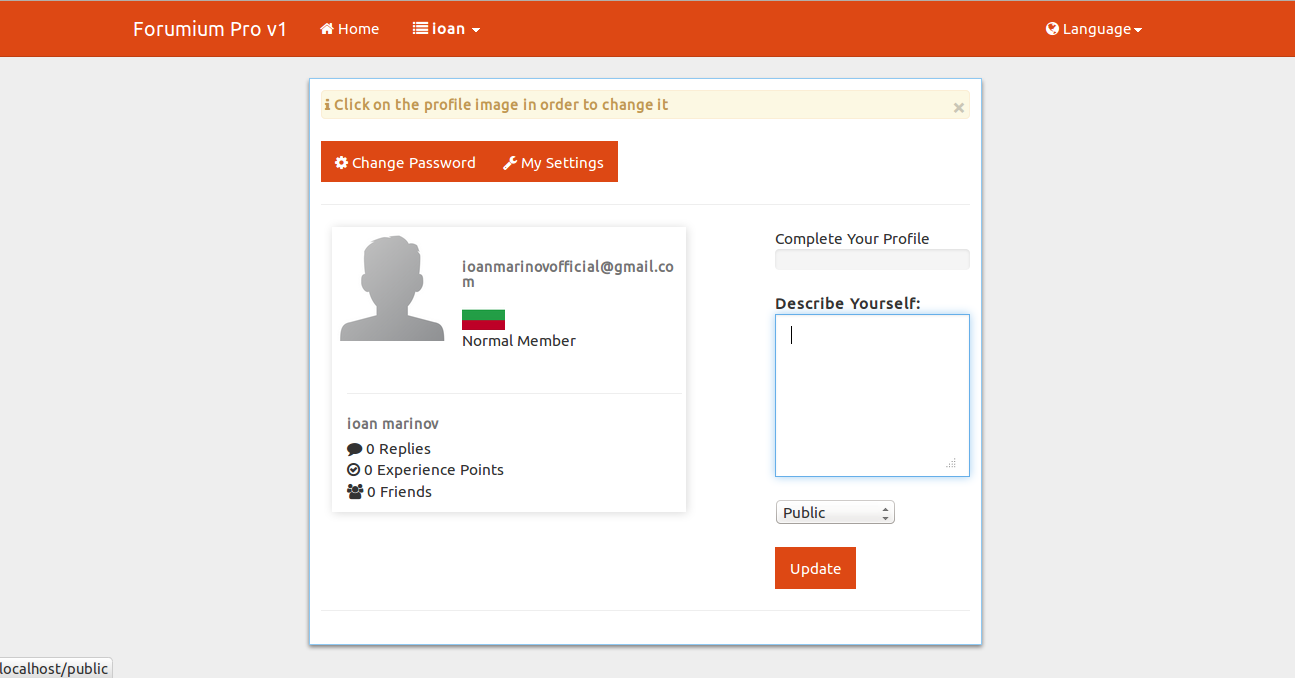 Forumium Pro v1 Home ioan Language
Click on the profile image in order to change it ×
Change Password My Settings
ioanmarinovofficial@gmail.co
m
Normal Member
ioan marinov
0 Replies
0 Experience Points
0 Friends
Complete Your Profile
Describe Yourself:
Public
Update
localhost/public